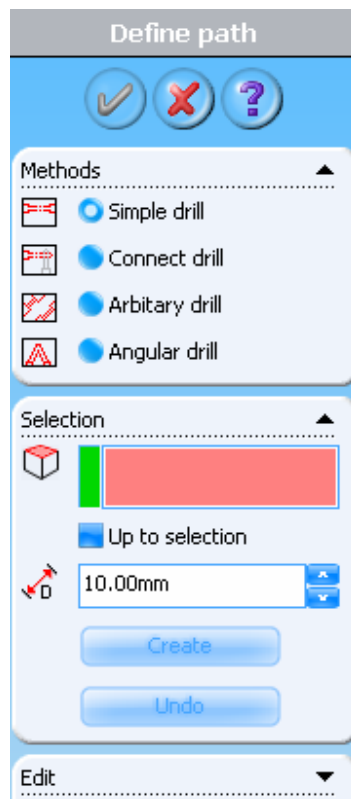 Define path
Methods
Simple drill
Connect drill
Arbitary drill
Angular drill
Selection
Up to selection
D
10.00mm
Create
Undo
Edit